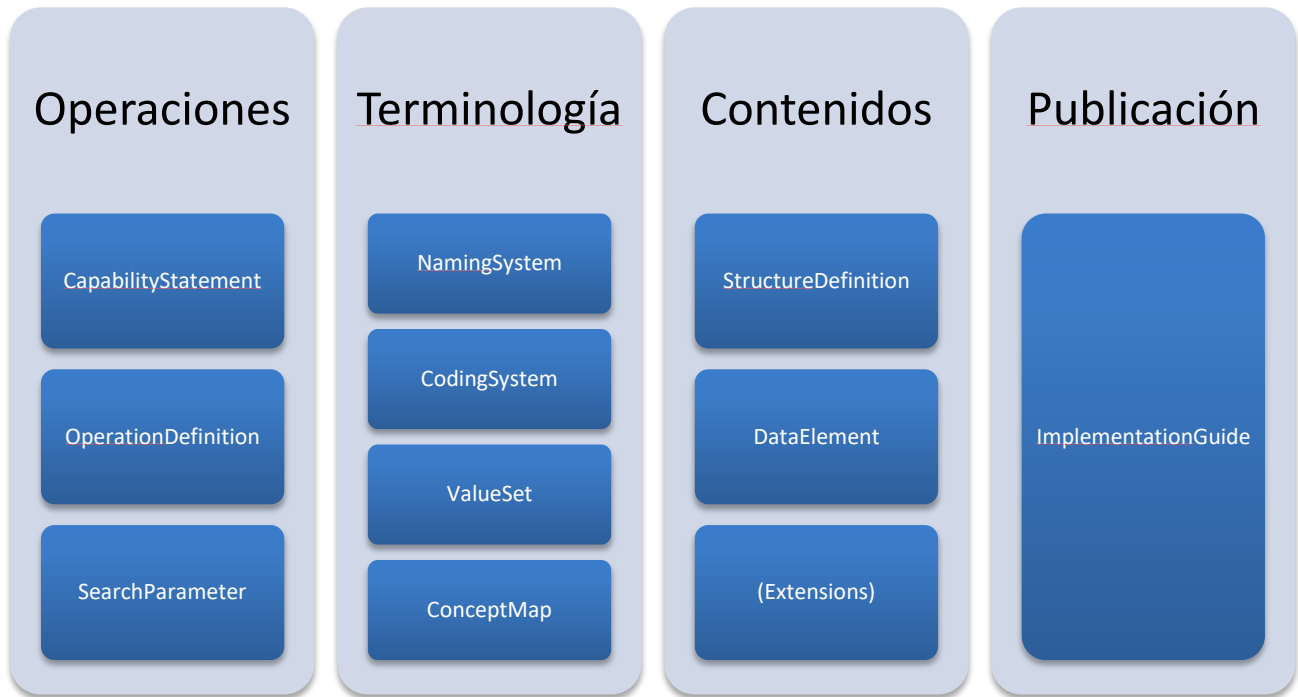 Operaciones
CapabilityStatement
OperationDefinition
SearchParameter
Terminología
NamingSystem
CodingSystem
ValueSet
ConceptMap
Contenidos
StructureDefinition
DataElement
(Extensions)
Publicación
ImplementationGuide